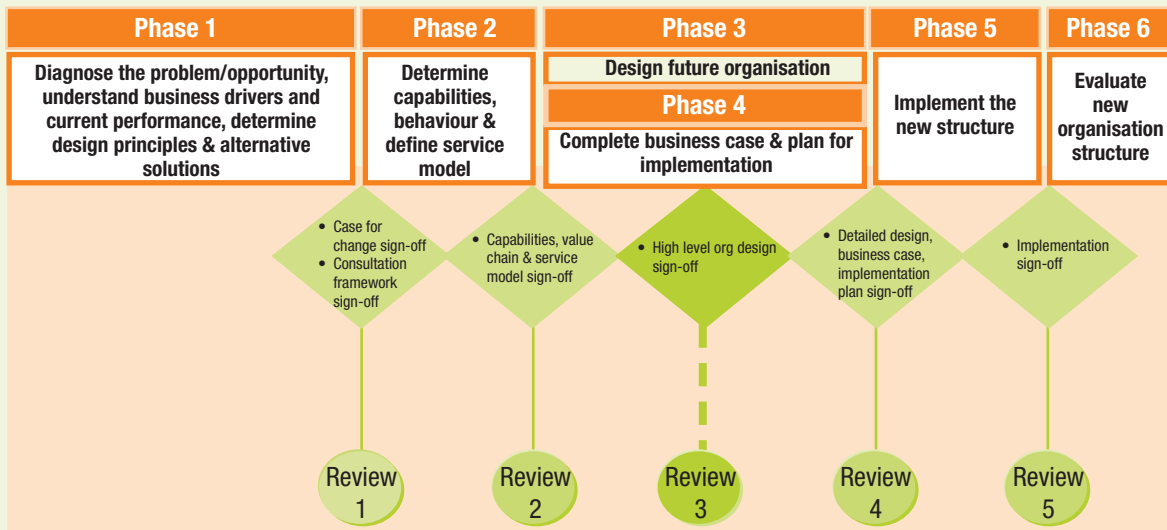 Phase 1
Phase 2
Phase 3
Phase 5
Phase 6
Diagnose the problem/opportunity,
understand business drivers and
current performance, determine
design principles & alternative
solutions
Determine
capabilities,
behaviour &
define service
model
Design future organisation
Phase 4
Complete business case & plan for
implementation
Implement the
new structure
Evaluate
new
organisation
structure
• Case for
change sign-off
• Consultation
framework
sign-off
• Capabilities, value
chain & service
model sign-off
• High level org design
sign-off
• Detailed design,
business case,
implementation
plan sign-off
• Implementation
sign-off
Review
1
Review
2
Review
3
Review
4
Review
5